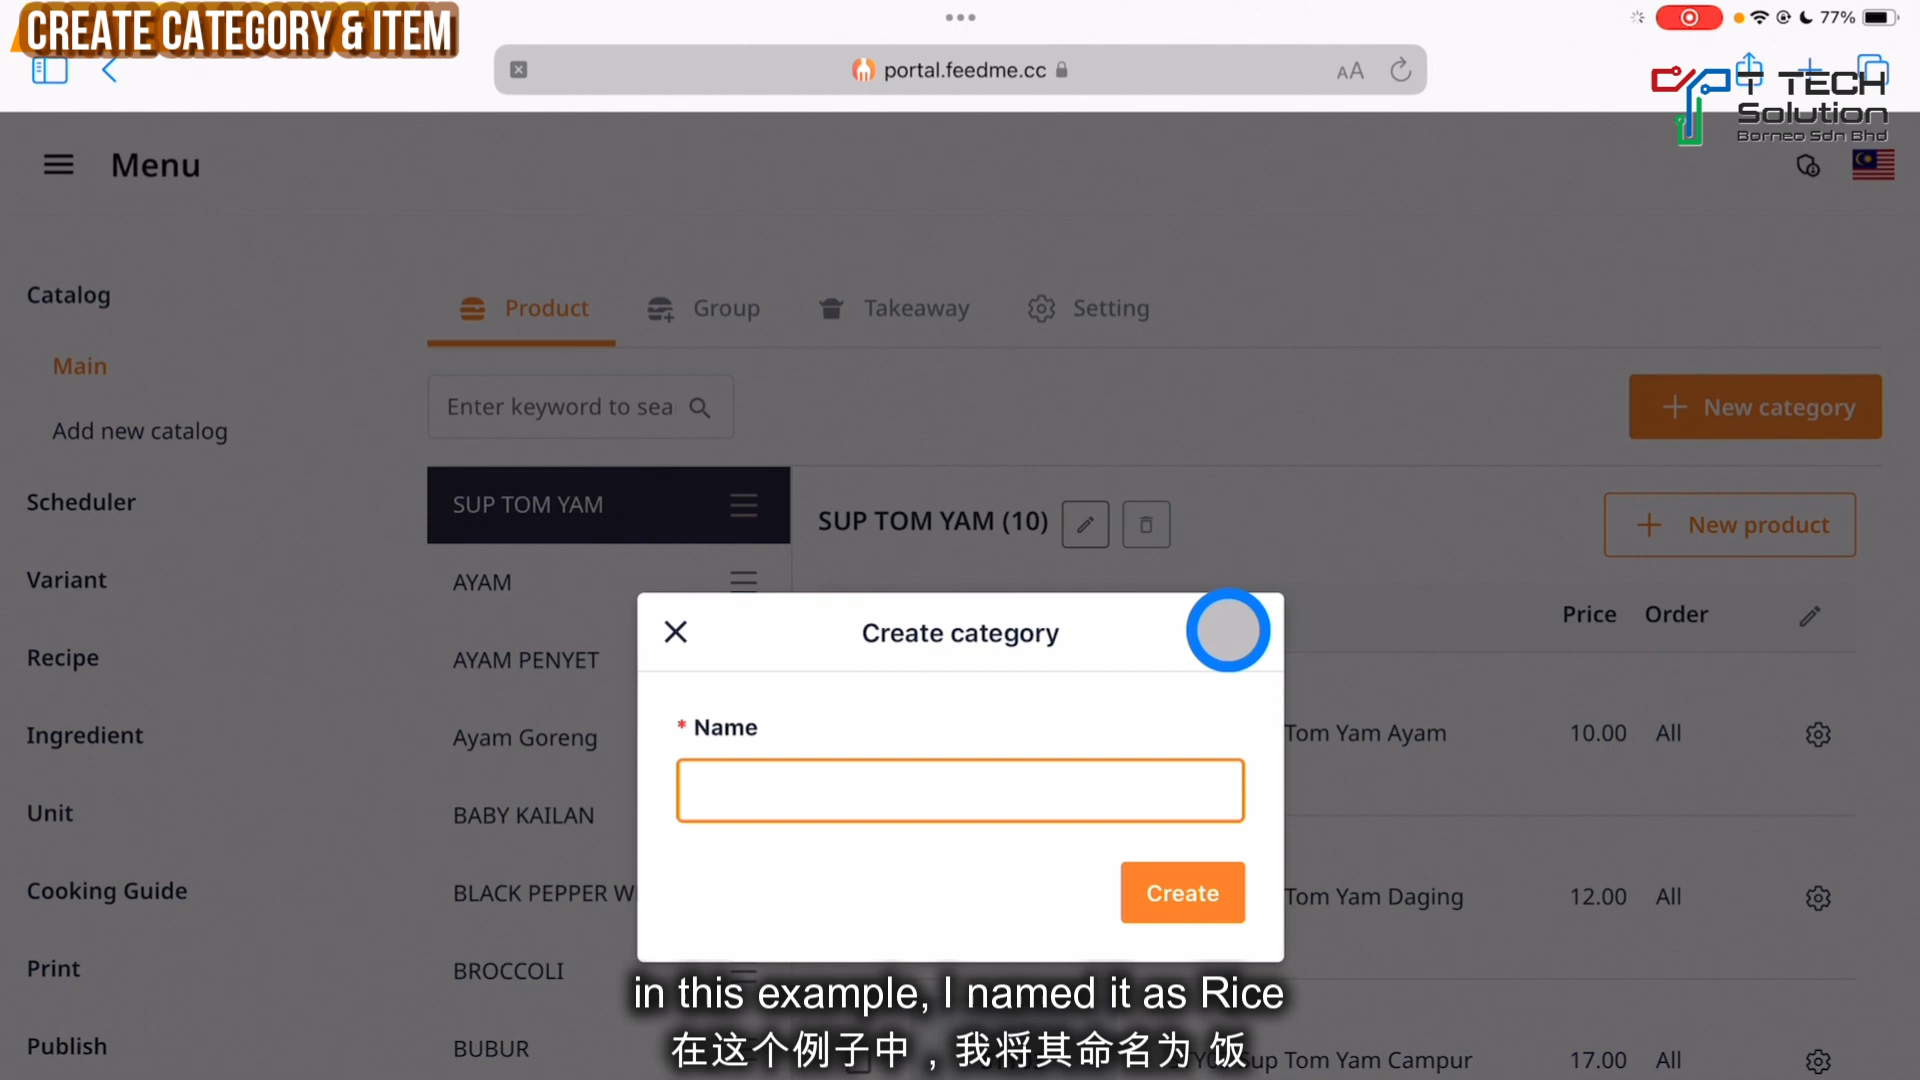 CREATE CATEGORY & ITEM
77%
portal.feedme.cc
AA
T TECH
Solution
Borneo Sdn Bhd
Menu
Catalog
Main
Add new catalog
Scheduler
Variant
Recipe
Ingredient
Unit
Cooking Guide
Print
Publish
Product
Group
Takeaway
Setting
Enter keyword to sea
New category
SUP TOM YAM
AYAM
AYAM PENYET
Ayam Goreng
BABY KAILAN
BLACK PEPPER W
BROCCOLI
BUBUR
SUP TOM YAM (10)
New product
Price Order
Tom Yam Ayam 10.00 All
Tom Yam Daging 12.00 All
Sup Tom Yam Campur 17.00 All
Create category
* Name
Create
in this example, I named it as Rice
在这个例子中，我将其命名为 饭